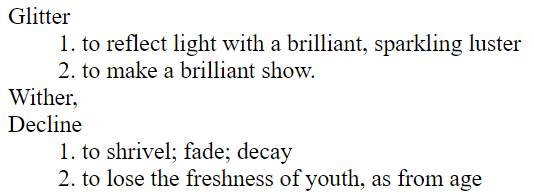 Glitter
1. to reflect light with a brilliant, sparkling luster
2. to make a brilliant show.
Wither,
Decline
1. to shrivel; fade; decay
2. to lose the freshness of youth, as from age